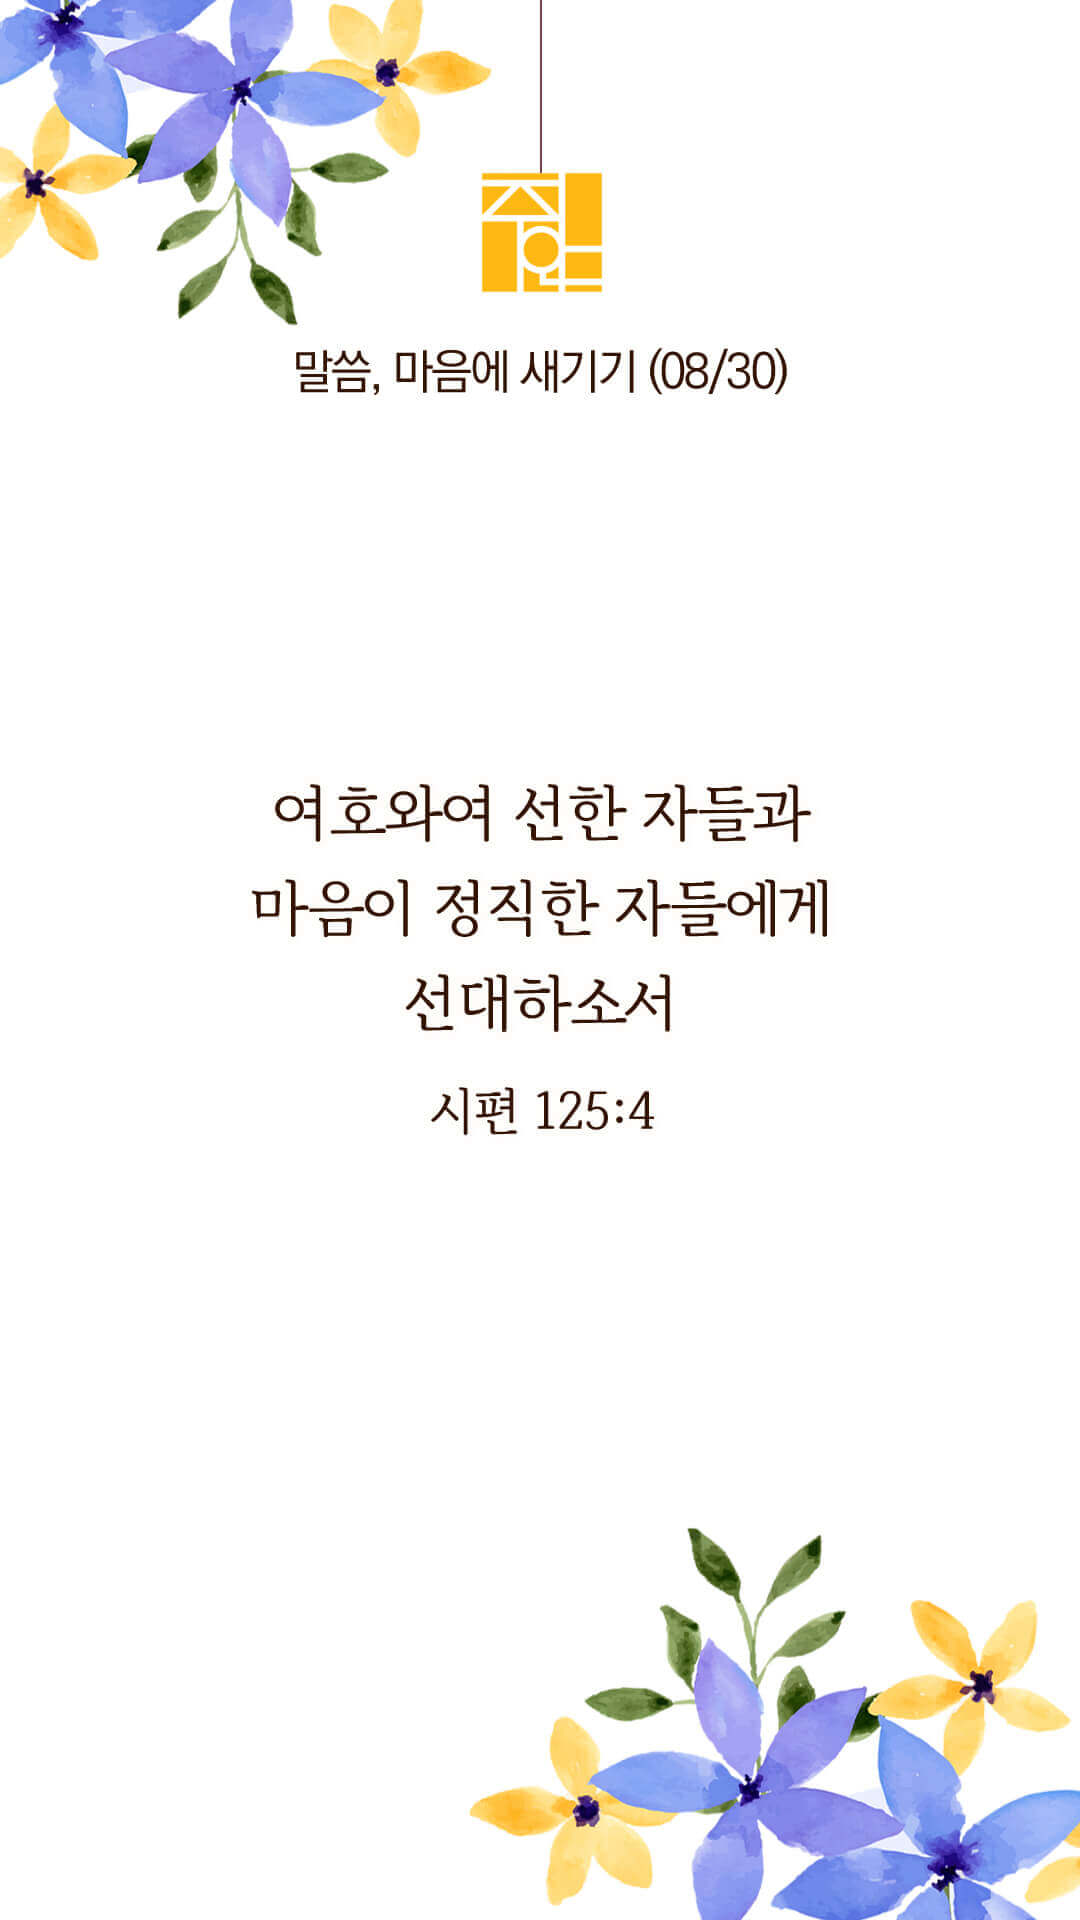 말씀, 마음에 새기기 (08/30)
여호와여 선한 자들과
마음이 정직한 자들에게
선대하소서
시편 125:4